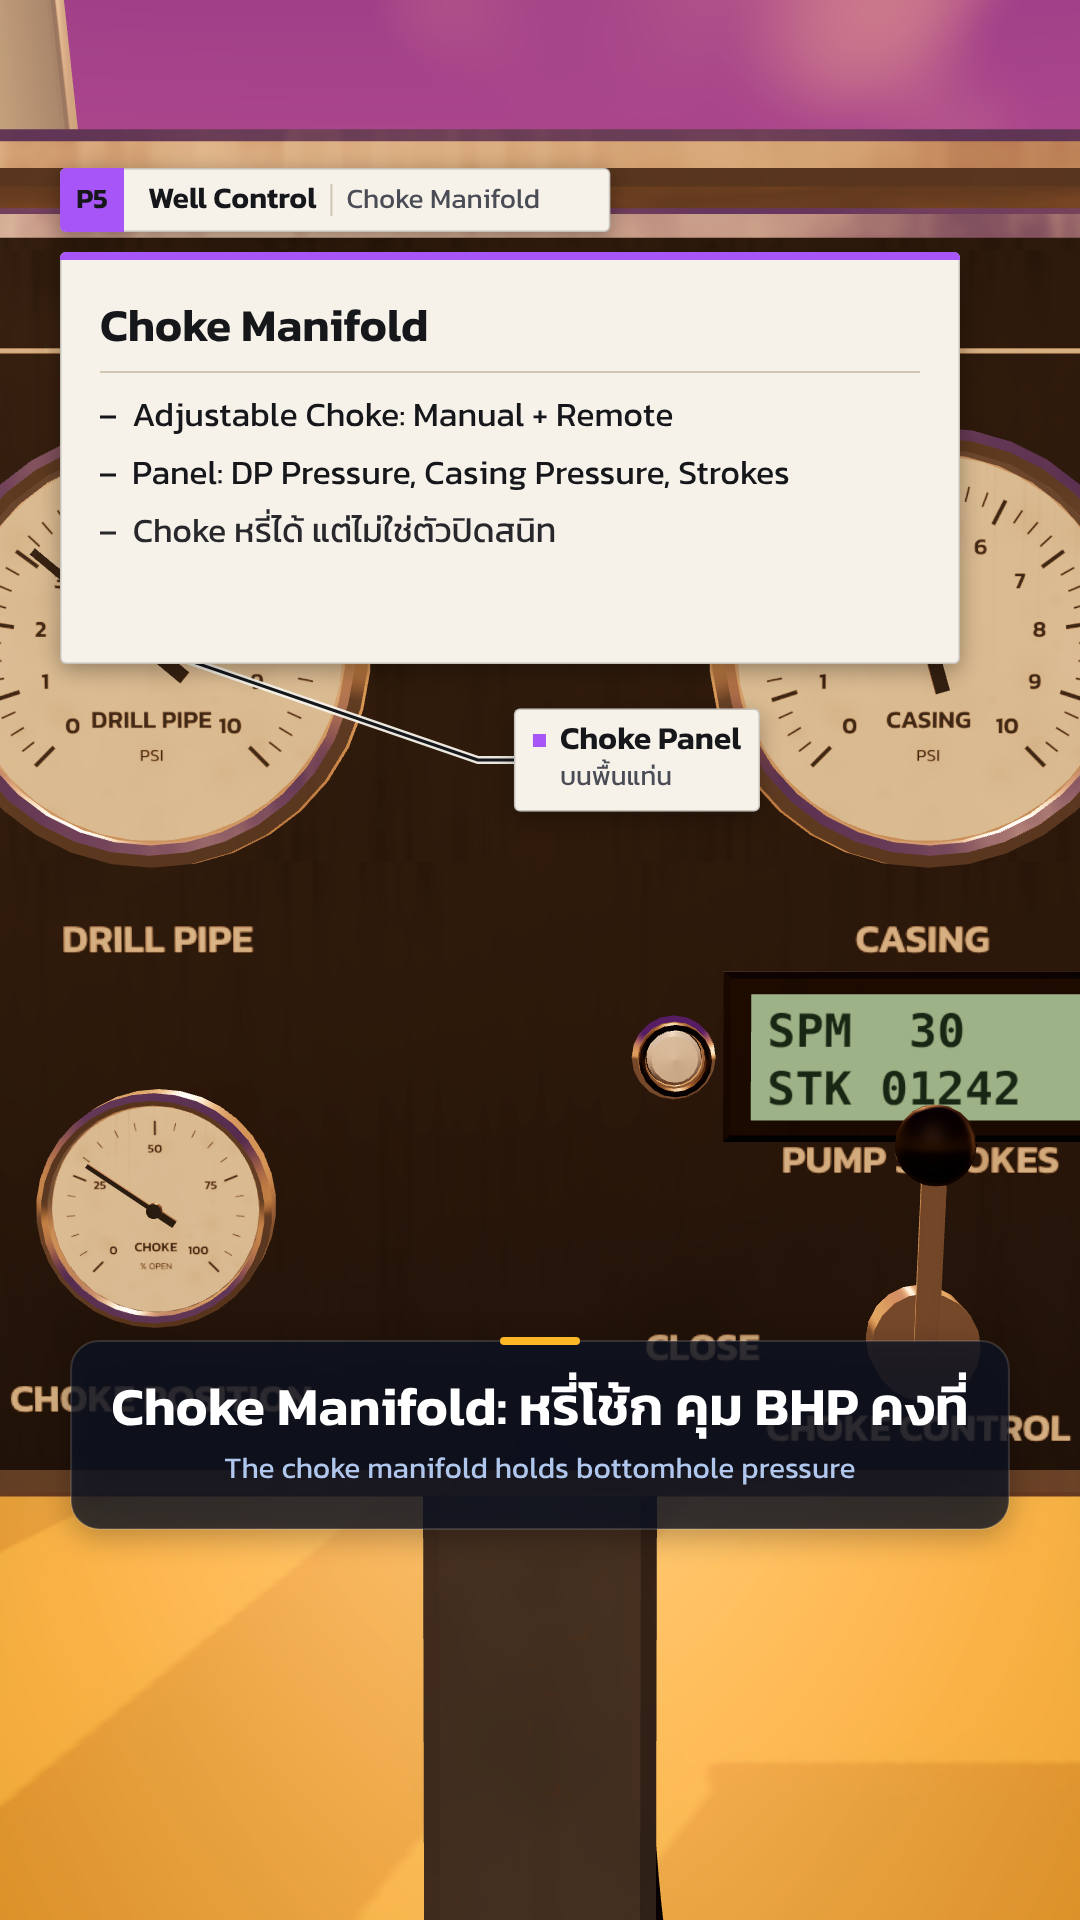 P5 Well Control Choke Manifold
Choke Manifold
– Adjustable Choke: Manual + Remote
– Panel: DP Pressure, Casing Pressure, Strokes
– Choke หรี่ได้ แต่ไม่ใช่ตัวปิดสนิท
2
1
0 DRILL PIPE 10
PSI
6
7
8
9
1
0 CASING 10
PSI
Choke Panel
บนพื้นแท่น
DRILL PIPE
CASING
SPM 30
STK 01242
PUMP
50
25 75
0 CHOKE 100
% OPEN
CLOSE
Choke Manifold: หรี่โช้ก คุม BHP คงที่
The choke manifold holds bottomhole pressure
CHOKE POSITION
CHOKE CONTROL